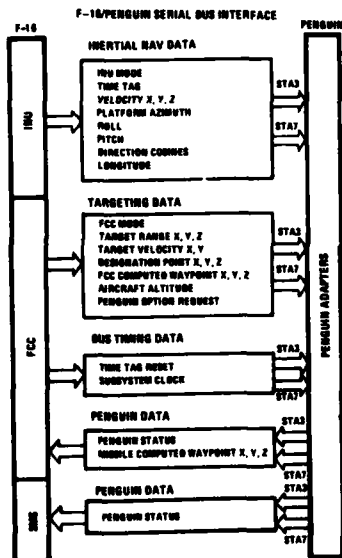 F-16/PENGUIN SERIAL BUS INTERFACE
F-16
PENGUIN
INERTIAL NAV DATA
INU
INU MODE
TIME TAG
VELOCITY X, Y, Z
PLATFORM AZIMUTH
ROLL
PITCH
DIRECTION COSINES
LONGITUDE
STA3
STA7
TARGETING DATA
FCC MODE
TARGET RANGE X, Y, Z
TARGET VELOCITY X, Y
DESIGNATION POINT X, Y, Z
FCC COMPUTED WAYPOINT X, Y, Z
AIRCRAFT ALTITUDE
PENGUIN OPTION REQUEST
STA3
STA7
PENGUIN ADAPTERS
FCC
BUS TIMING DATA
TIME TAG RESET
SUBSYSTEM CLOCK
STA3
STA7
PENGUIN DATA
PENGUIN STATUS
MISSILE COMPUTED WAYPOINT X, Y, Z
STA3
STA7
SMS
PENGUIN DATA
PENGUIN STATUS
STA3
STA7